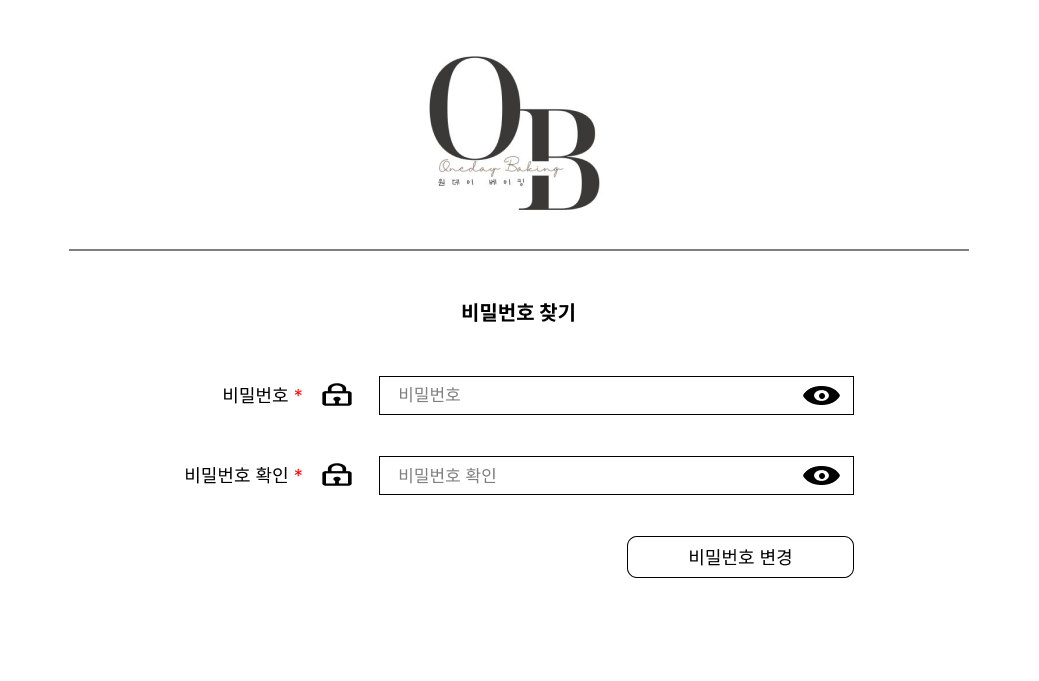 OB
Oneday Baking
원데이 베이킹
비밀번호 찾기
비밀번호 * 비밀번호
비밀번호 확인 * 비밀번호 확인
비밀번호 변경